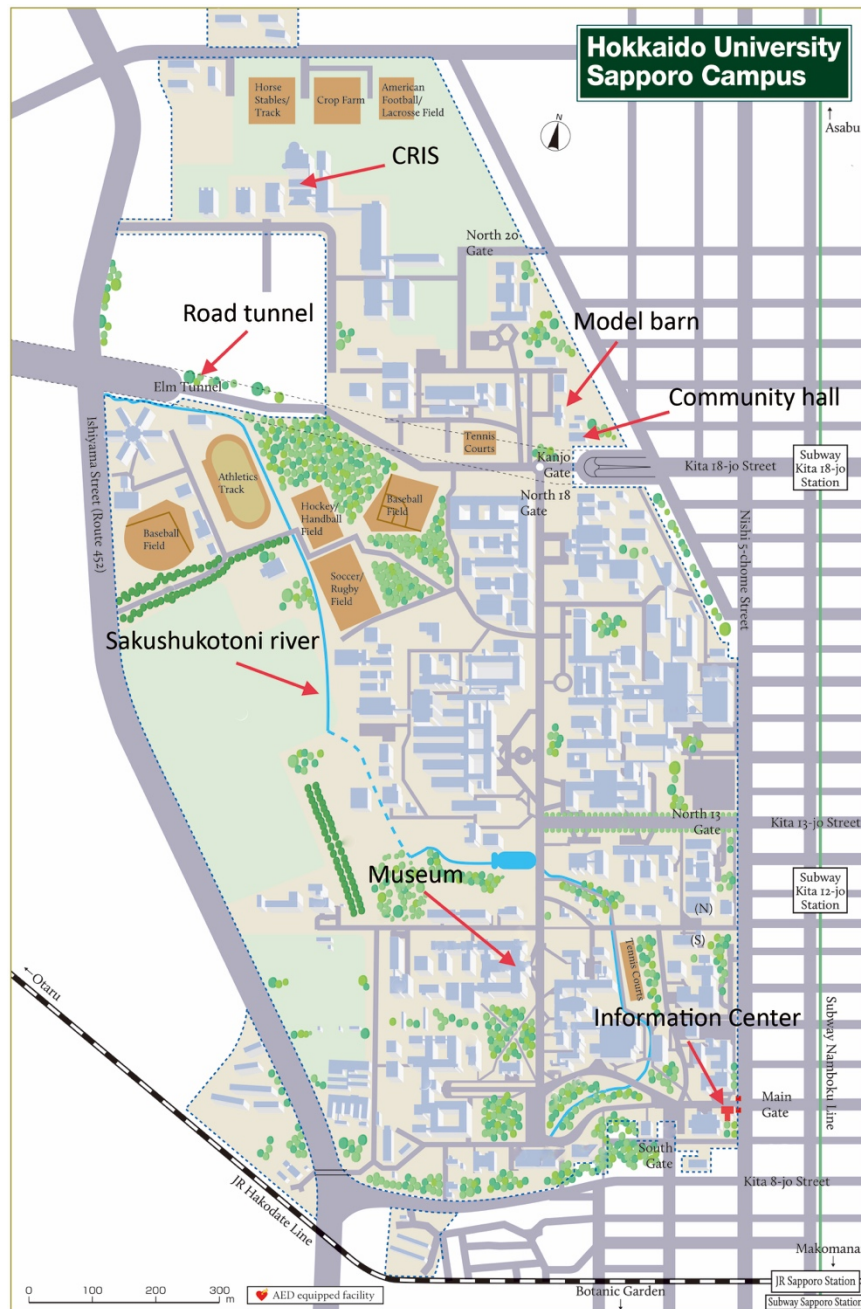 Hokkaido University
Sapporo Campus
Horse
Stables/
Track
Crop Farm
American
Football/
Lacrosse Field
N
Asabu
CRIS
North 20
Gate
Road tunnel
Model barn
Elm Tunnel
Community hall
Tennis
Courts
Kanjo
Gate
Kita 18-jo Street
Subway
Kita 18-jo
Station
North 18
Gate
Ishiyama Street (Route 452)
Athletics
Track
Baseball
Field
Hockey/
Handball
Field
Baseball
Field
Soccer/
Rugby
Field
Nishi 5-chome Street
Sakushukotoni river
North 13
Gate
Kita 13-jo Street
Museum
Subway
Kita 12-jo
Station
(N)
(S)
Tennis Courts
Otaru
Information Center
Subway Namboku Line
Main
Gate
South
Gate
Kita 8-jo Street
JR Hakodate Line
Makomanai
0 100 200 300
m
AED equipped facility
Botanic Garden
JR Sapporo Station
Subway Sapporo Station